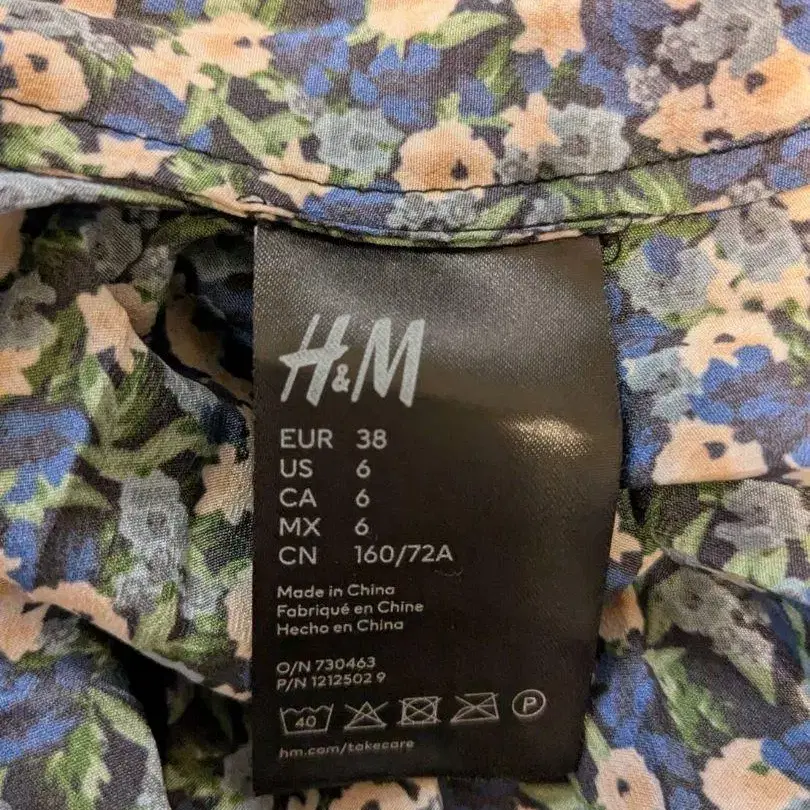 H&M
EUR 38
US 6
CA 6
MX 6
CN 160/72A
Made in China
Fabriqué en Chine
Hecho en China
O/N 730463
P/N 1212502 9
40 P
hm.com/takecare